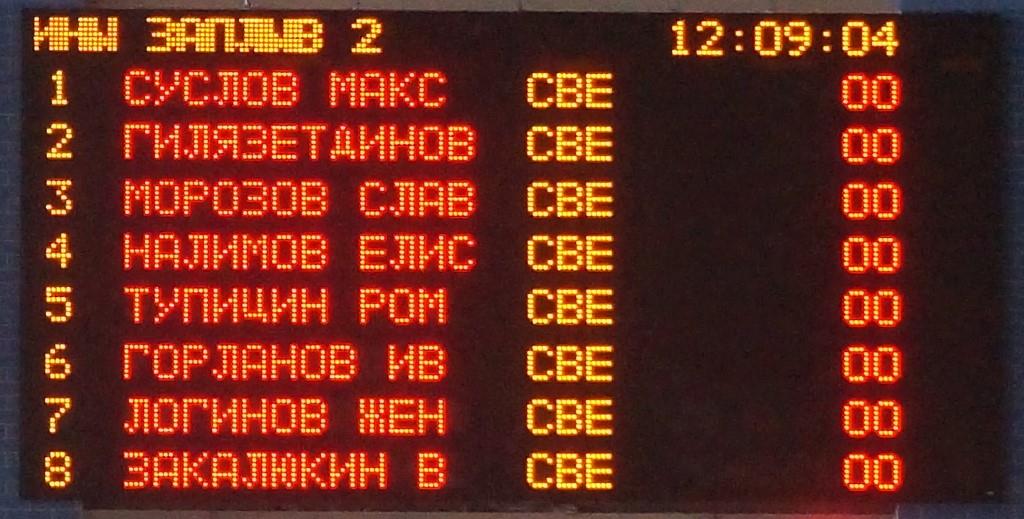 ЗАПЛЫВ 2 12:09:04
1 СУСЛОВ МАКС СВЕ 00
2 ГИЛЯЗЕТДИНОВ СВЕ 00
3 МОРОЗОВ СЛАВ СВЕ 00
4 НАЛИМОВ ЕЛИС СВЕ 00
5 ТУПИЦИН РОМ СВЕ 00
6 ГОРЛАНОВ ИВ СВЕ 00
7 ЛОГИНОВ ЖЕН СВЕ 00
8 ЗАКАЛЮКИН В СВЕ 00